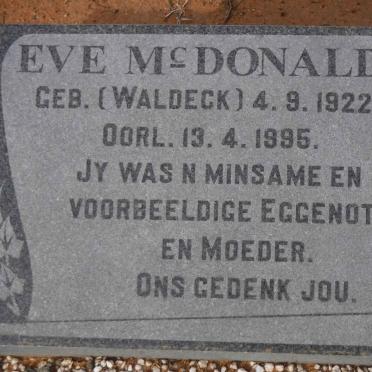 EVE McDONALD
GEB. (WALDECK) 4.9.1922
OORL. 13.4.1995.
JY WAS N MINSAME EN
VOORBEELDIGE EGGENOT
EN MOEDER.
ONS GEDENK JOU.